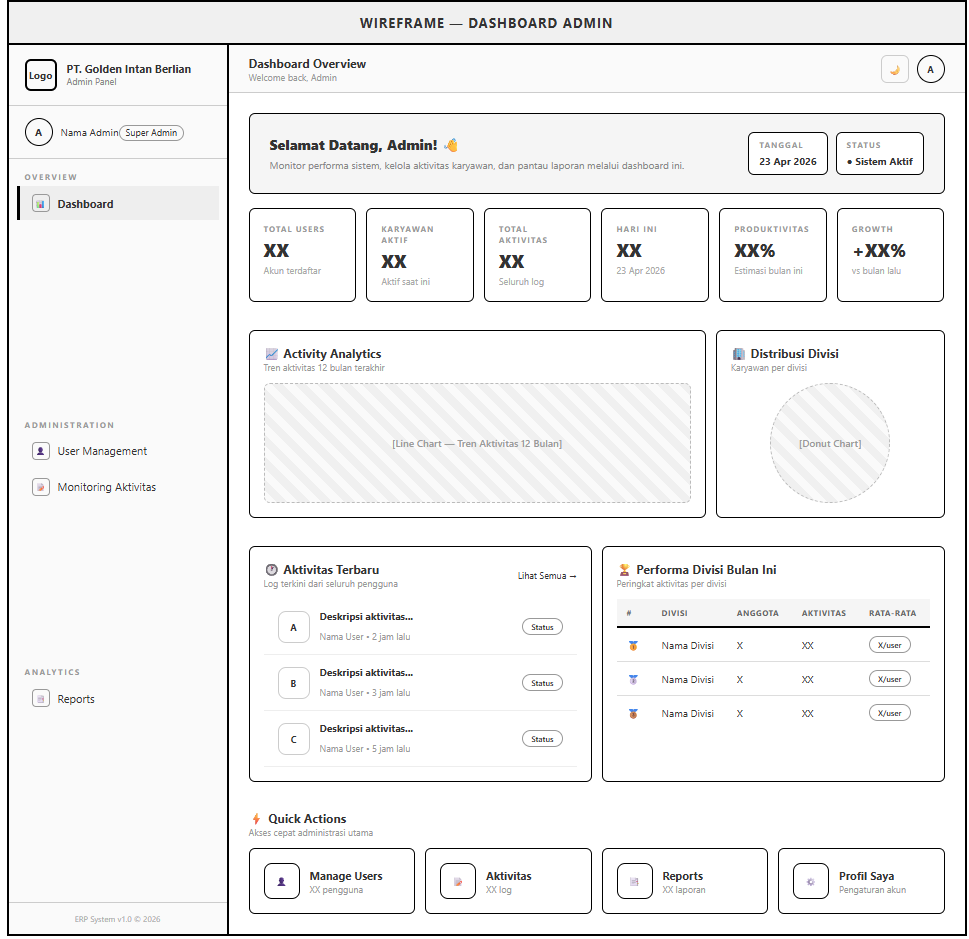 WIREFRAME — DASHBOARD ADMIN
Logo
PT. Golden Intan Berlian
Admin Panel
A
Nama Admin
Super Admin
OVERVIEW
Dashboard
ADMINISTRATION
User Management
Monitoring Aktivitas
ANALYTICS
Reports
ERP System v1.0 © 2026
Dashboard Overview
Welcome back, Admin
A
Selamat Datang, Admin! 👋
Monitor performa sistem, kelola aktivitas karyawan, dan pantau laporan melalui dashboard ini.
TANGGAL
23 Apr 2026
STATUS
• Sistem Aktif
TOTAL USERS
XX
Akun terdaftar
KARYAWAN
AKTIF
XX
Aktif saat ini
TOTAL
AKTIVITAS
XX
Seluruh log
HARI INI
XX
23 Apr 2026
PRODUKTIVITAS
XX%
Estimasi bulan ini
GROWTH
+XX%
vs bulan lalu
Activity Analytics
Tren aktivitas 12 bulan terakhir
[Line Chart — Tren Aktivitas 12 Bulan]
Distribusi Divisi
Karyawan per divisi
[Donut Chart]
Aktivitas Terbaru
Log terkini dari seluruh pengguna
Lihat Semua →
A
Deskripsi aktivitas...
Nama User • 2 jam lalu
Status
B
Deskripsi aktivitas...
Nama User • 3 jam lalu
Status
C
Deskripsi aktivitas...
Nama User • 5 jam lalu
Status
Performa Divisi Bulan Ini
Peringkat aktivitas per divisi
# DIVISI ANGGOTA AKTIVITAS RATA-RATA
🥇 Nama Divisi X XX X/user
🥈 Nama Divisi X XX X/user
🥉 Nama Divisi X XX X/user
Quick Actions
Akses cepat administrasi utama
Manage Users
XX pengguna
Aktivitas
XX log
Reports
XX laporan
Profil Saya
Pengaturan akun